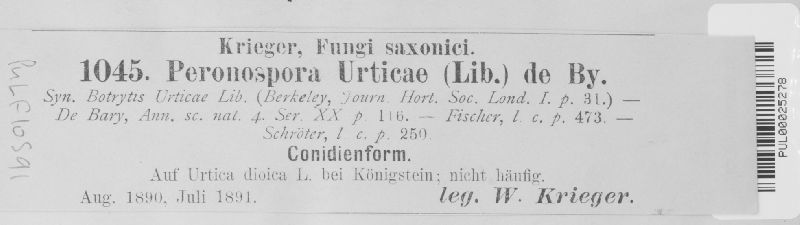 Krieger, Fungi saxonici.
1045. Peronospora Urticae (Lib.) de By.
Syn. Botrytis Urticae Lib. (Berkeley, Journ. Hort. Soc. Lond. I. p. 31.) —
De Bary, Ann. sc. nat. 4. Ser. XX p. 116. — Fischer, l. c. p. 473. —
Schröter, l. c. p. 250.
Conidienform.
Auf Urtica dioica L. bei Königstein; nicht häufig.
Aug. 1890, Juli 1891.
leg. W. Krieger.
PUL00025278